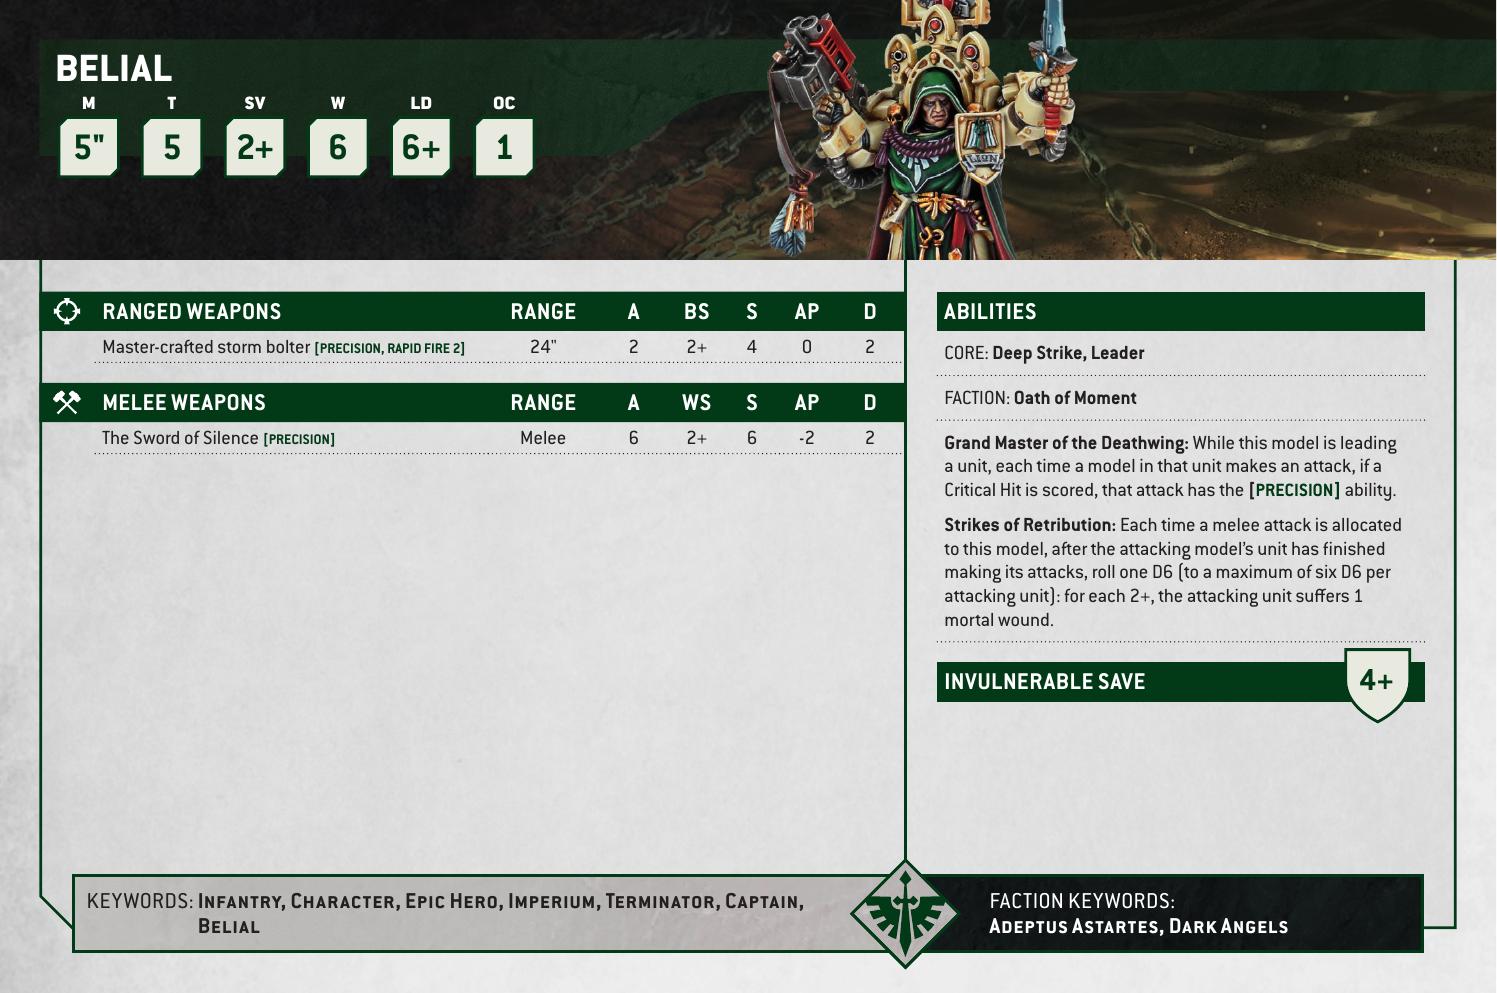 BELIAL
M T SV W LD OC
5" 5 2+ 6 6+ 1
LION
RANGED WEAPONS RANGE A BS S AP D
Master-crafted storm bolter [PRECISION, RAPID FIRE 2] 24" 2 2+ 4 0 2
MELEE WEAPONS RANGE A WS S AP D
The Sword of Silence [PRECISION] Melee 6 2+ 6 -2 2
ABILITIES
CORE: Deep Strike, Leader
FACTION: Oath of Moment
Grand Master of the Deathwing: While this model is leading
a unit, each time a model in that unit makes an attack, if a
Critical Hit is scored, that attack has the [PRECISION] ability.
Strikes of Retribution: Each time a melee attack is allocated
to this model, after the attacking model's unit has finished
making its attacks, roll one D6 (to a maximum of six D6 per
attacking unit): for each 2+, the attacking unit suffers 1
mortal wound.
INVULNERABLE SAVE 4+
KEYWORDS: INFANTRY, CHARACTER, EPIC HERO, IMPERIUM, TERMINATOR, CAPTAIN,
BELIAL
FACTION KEYWORDS:
ADEPTUS ASTARTES, DARK ANGELS